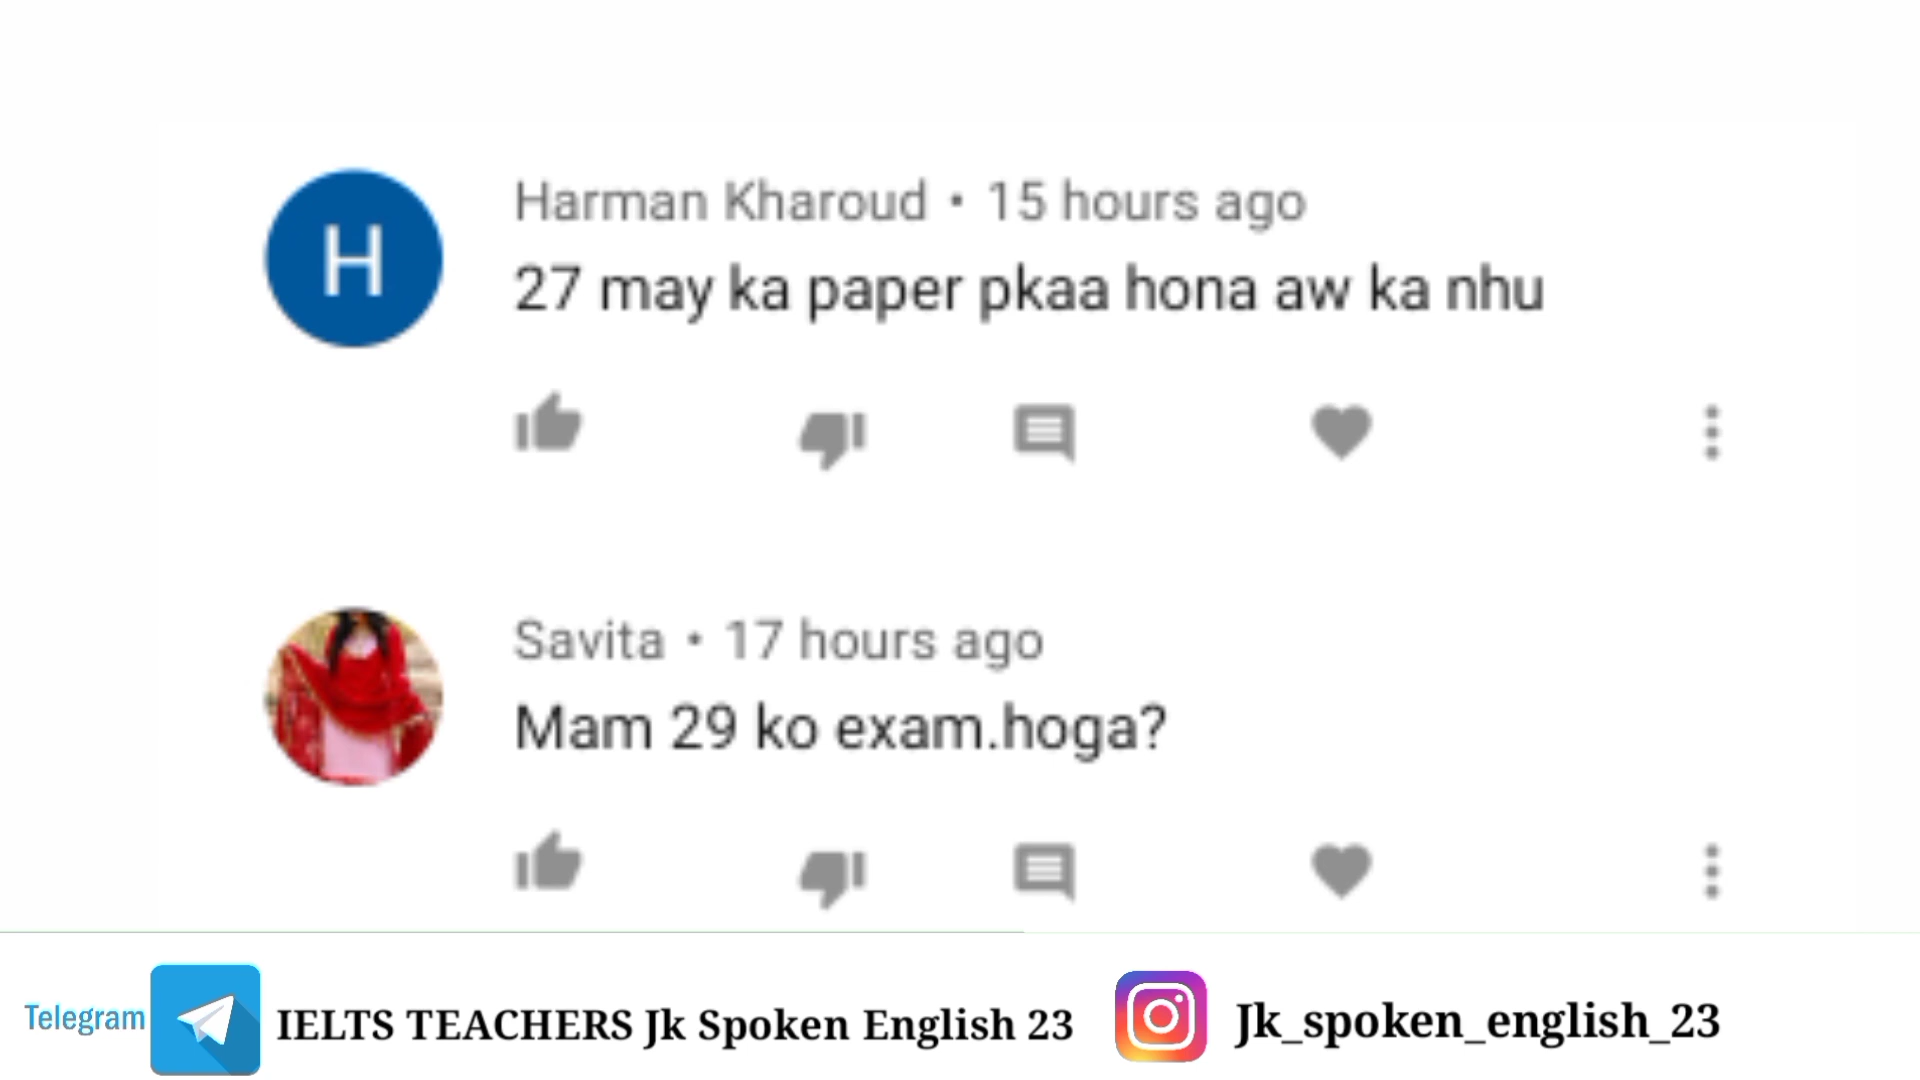 H
Harman Kharoud • 15 hours ago
27 may ka paper pkaa hona aw ka nhu
Savita • 17 hours ago
Mam 29 ko exam.hoga?
Telegram
IELTS TEACHERS Jk Spoken English 23
Jk_spoken_english_23